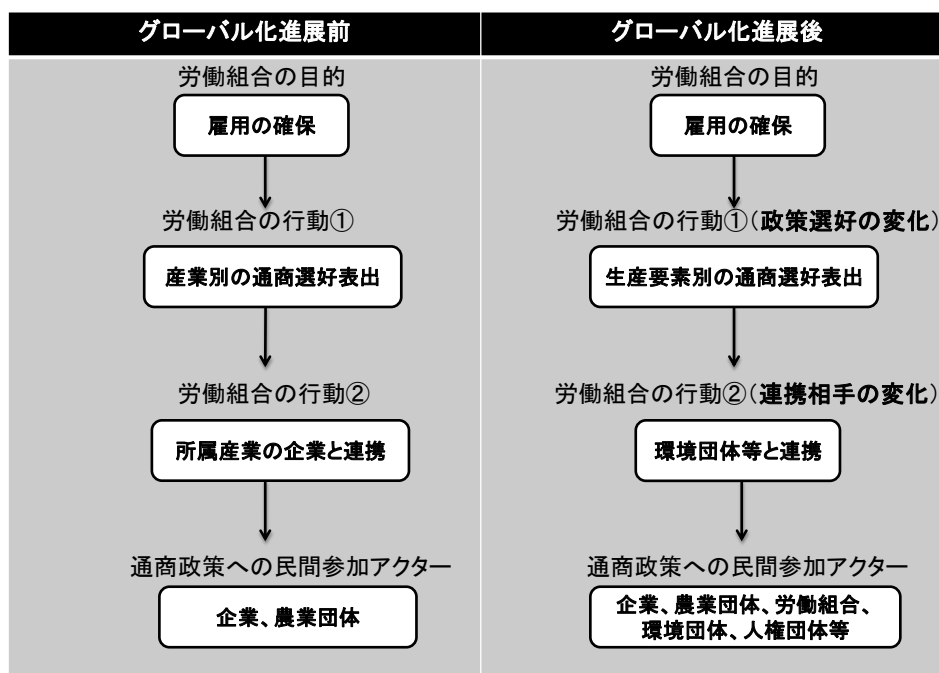 グローバル化進展前
労働組合の目的
雇用の確保
労働組合の行動①
産業別の通商選好表出
労働組合の行動②
所属産業の企業と連携
通商政策への民間参加アクター
企業、農業団体
グローバル化進展後
労働組合の目的
雇用の確保
労働組合の行動①(政策選好の変化)
生産要素別の通商選好表出
労働組合の行動②(連携相手の変化)
環境団体等と連携
通商政策への民間参加アクター
企業、農業団体、労働組合、
環境団体、人権団体等